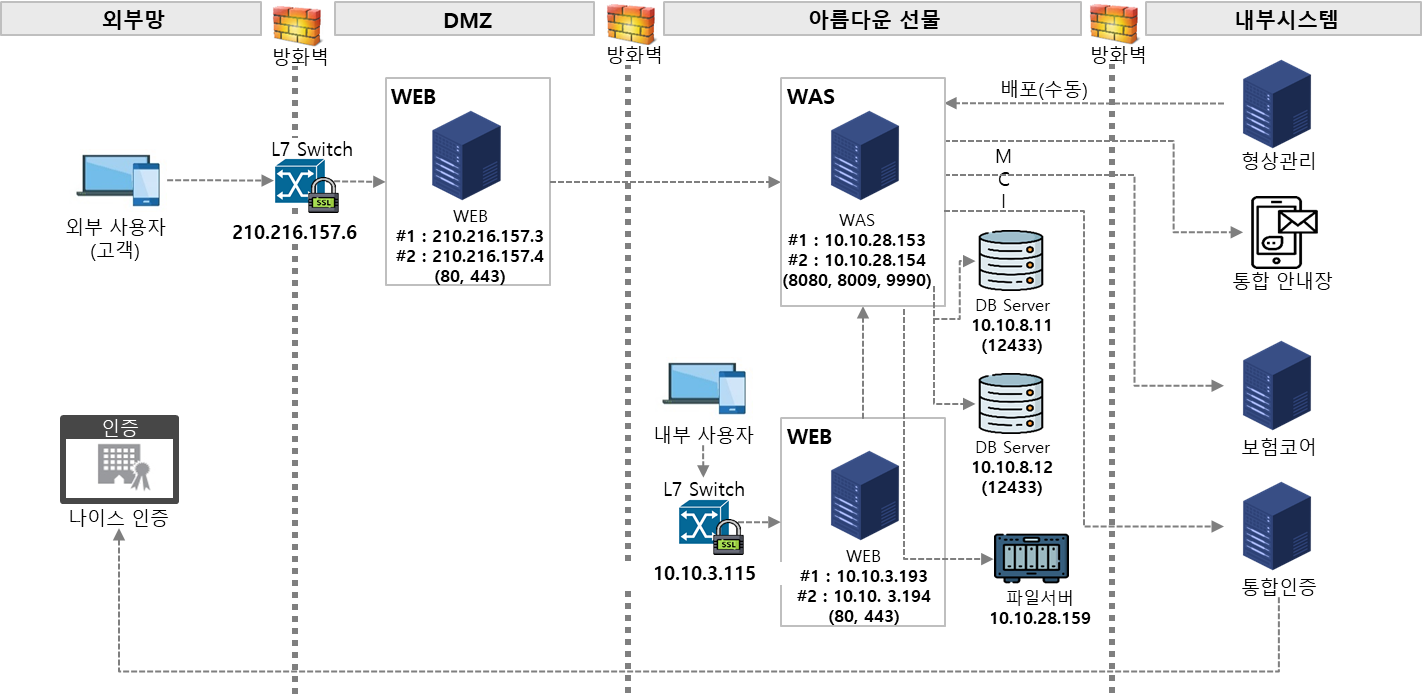 외부망
방화벽
DMZ
방화벽
아름다운 선물
방화벽
내부시스템
외부 사용자
(고객)
L7 Switch
SSL
210.216.157.6
WEB
WEB
#1 : 210.216.157.3
#2 : 210.216.157.4
(80, 443)
WAS
WAS
#1 : 10.10.28.153
#2 : 10.10.28.154
(8080, 8009, 9990)
배포(수동)
M
C
I
형상관리
통합 안내장
DB Server
10.10.8.11
(12433)
DB Server
10.10.8.12
(12433)
보험코어
내부 사용자
L7 Switch
SSL
10.10.3.115
WEB
WEB
#1 : 10.10.3.193
#2 : 10.10. 3.194
(80, 443)
파일서버
10.10.28.159
통합인증
인증
나이스 인증